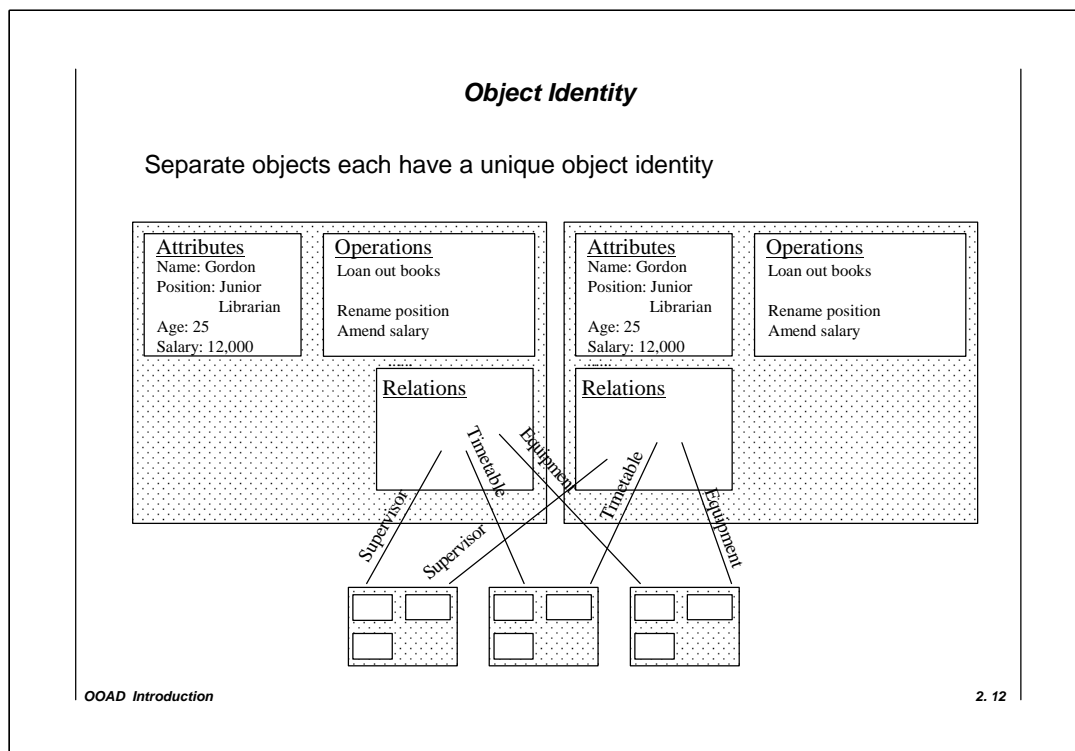 Object Identity
Separate objects each have a unique object identity
Attributes
Name: Gordon
Position: Junior
Librarian
Age: 25
Salary: 12,000
Operations
Loan out books
Rename position
Amend salary
Relations
Supervisor
Timetable
Equipment
Attributes
Name: Gordon
Position: Junior
Librarian
Age: 25
Salary: 12,000
Operations
Loan out books
Rename position
Amend salary
Relations
Supervisor
Timetable
Equipment
OOAD Introduction
2. 12